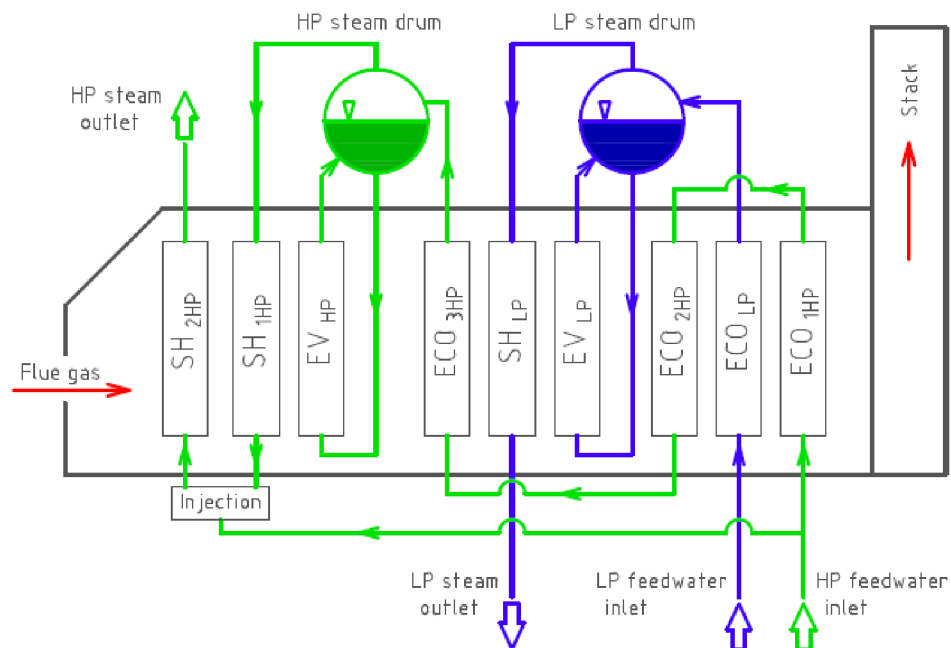 HP steam drum
LP steam drum
HP steam
outlet
Stack
SH 2HP
SH 1HP
EV HP
ECO 3HP
SH LP
EV LP
ECO 2HP
ECO LP
ECO 1HP
Flue gas
Injection
LP steam
outlet
LP feedwater
inlet
HP feedwater
inlet